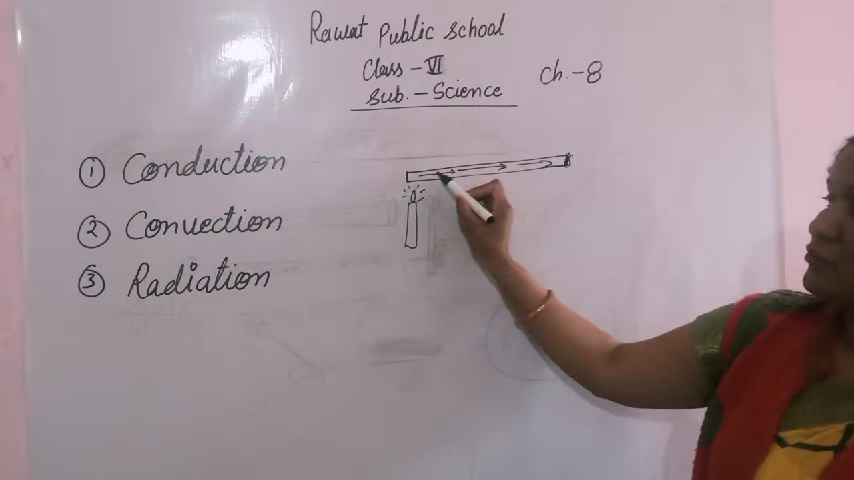 Rawat Public School
Class - VI
Sub. - Science
Ch. - 8
① Conduction
② Convection
③ Radiation